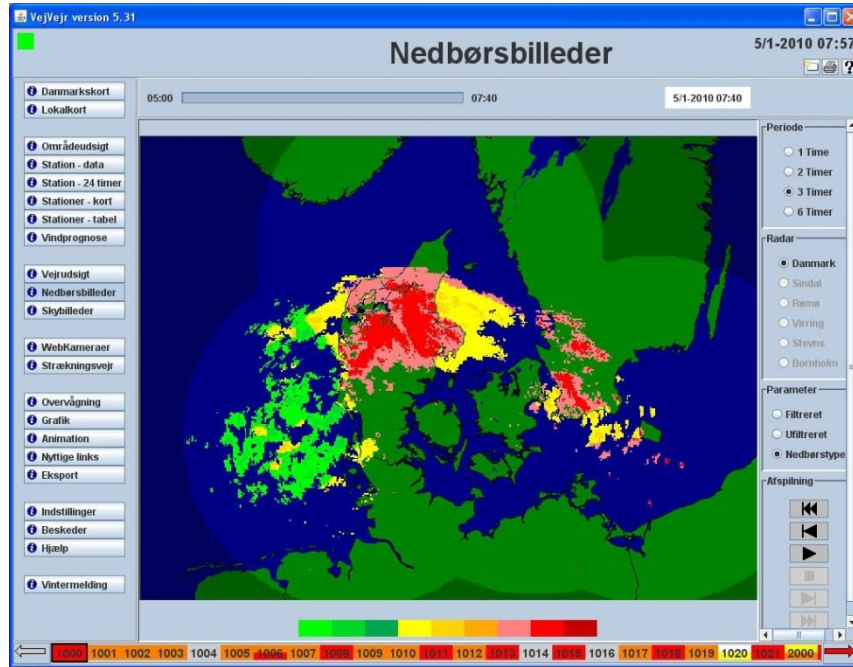 VejVejr version 5.31
Nedbørsbilleder
5/1-2010 07:57
?
Danmarkskort
Lokalkort
Områdeudsigt
Station - data
Station - 24 timer
Stationer - kort
Stationer - tabel
Vindprognose
Vejrudsigt
Nedbørsbilleder
Skybilleder
WebKameraer
Strækningsvejr
Overvågning
Grafik
Animation
Nyttige links
Eksport
Indstillinger
Beskeder
Hjælp
Vintermelding
05:00 07:40 5/1-2010 07:40
Periode
1 Time
2 Timer
3 Timer
6 Timer
Radar
Danmark
Sindal
Rømø
Virring
Stevns
Bornholm
Parameter
Filtreret
Ufiltreret
Nedbørstype
Afspilning
1000 1001 1002 1003 1004 1005 1006 1007 1008 1009 1010 1011 1012 1013 1014 1015 1016 1017 1018 1019 1020 1021 2000